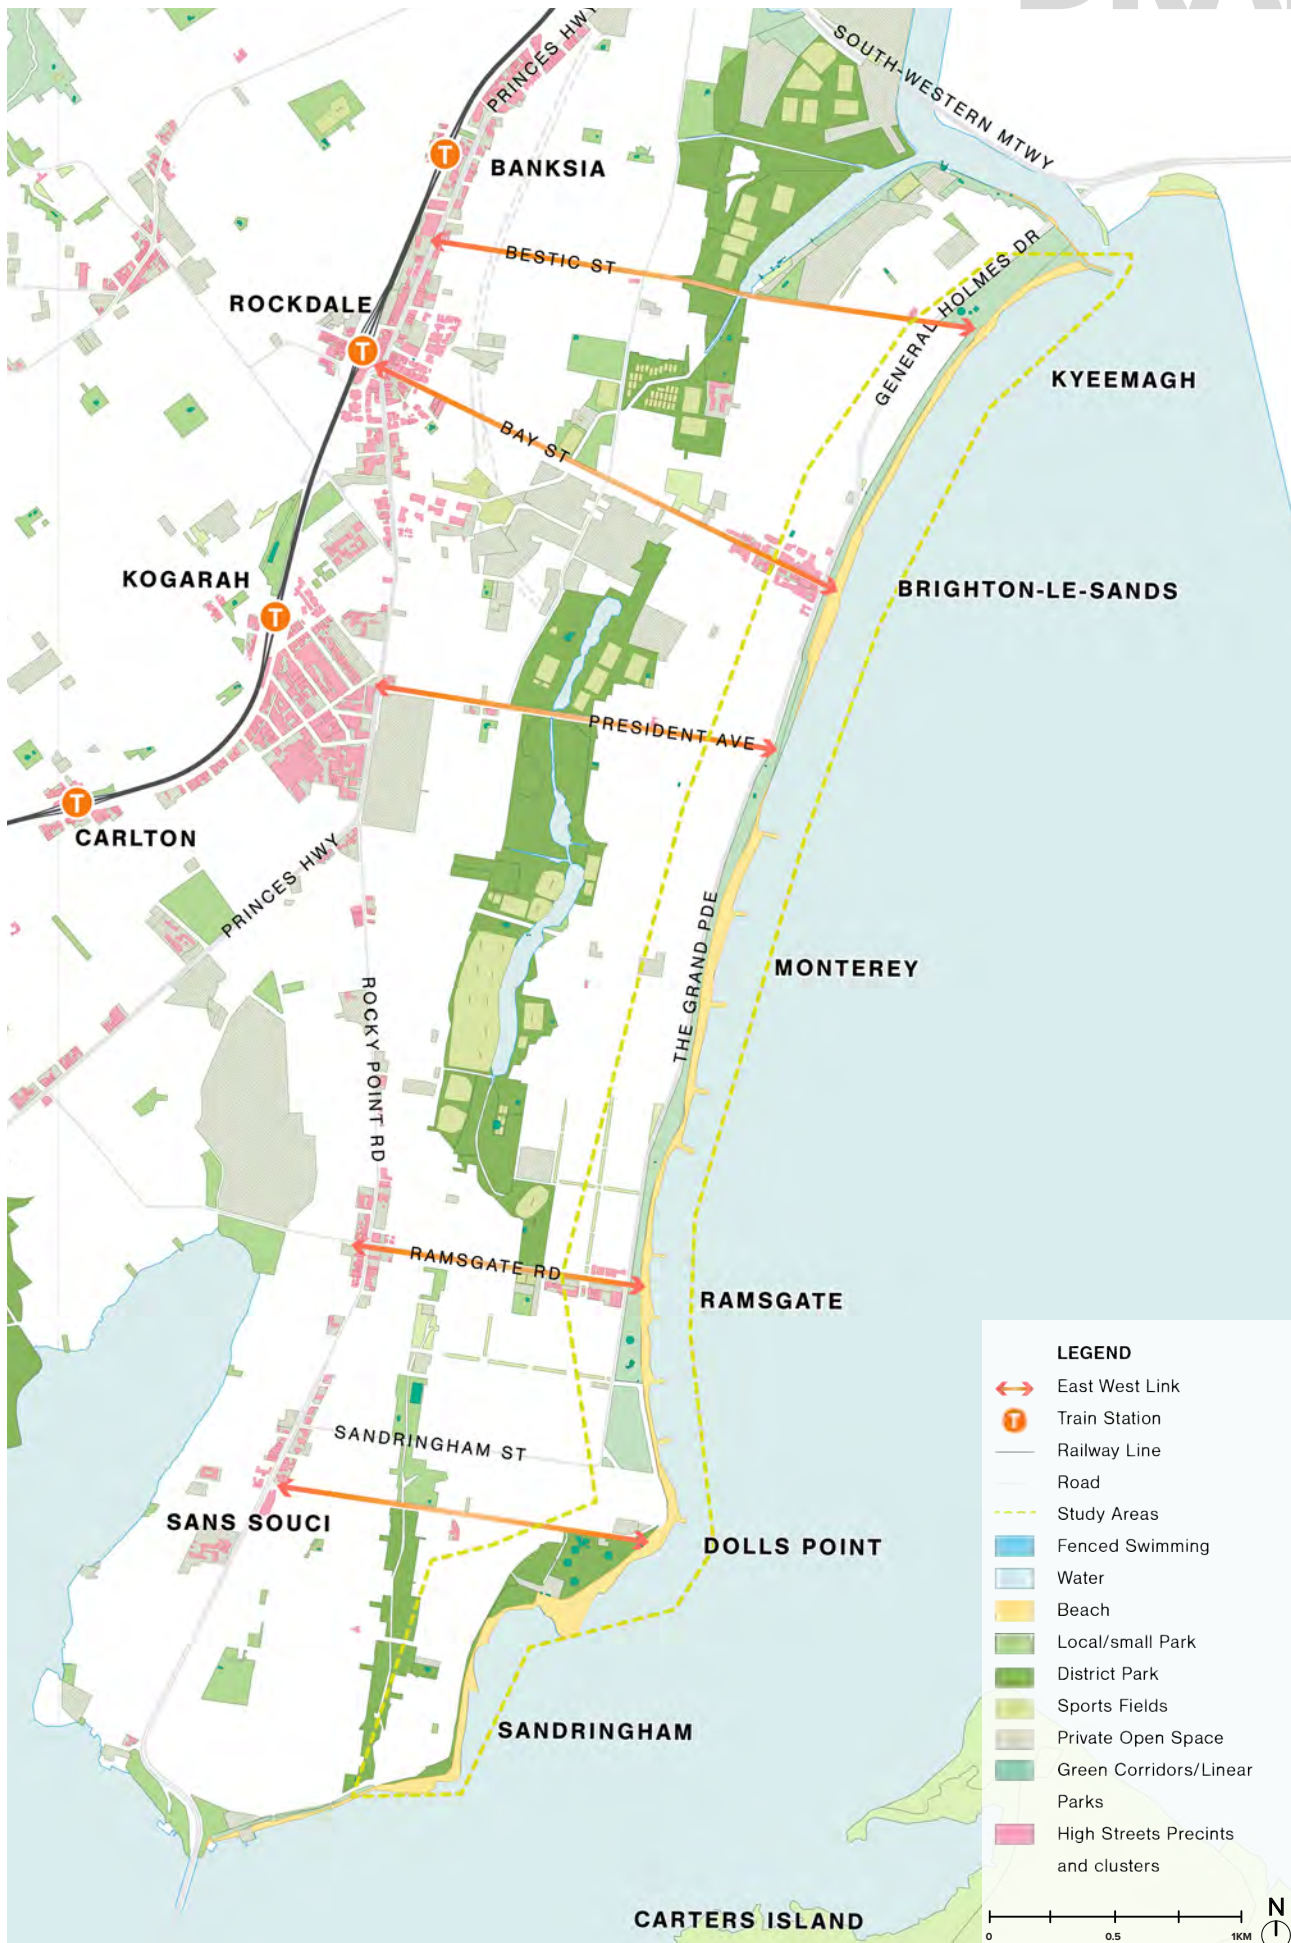 PRINCES HWY
SOUTH-WESTERN MTWY
T
BANKSIA
BESTIC ST
GENERAL HOLMES DR
ROCKDALE
T
KYEEMAGH
BAY ST
KOGARAH
BRIGHTON-LE-SANDS
T
PRESIDENT AVE
T
CARLTON
PRINCES HWY
THE GRAND PDE
MONTEREY
ROCKY POINT RD
RAMSGATE RD
RAMSGATE
SANDRINGHAM ST
SANS SOUCI
DOLLS POINT
SANDRINGHAM
CARTERS ISLAND
LEGEND
East West Link
T Train Station
Railway Line
Road
Study Areas
Fenced Swimming
Water
Beach
Local/small Park
District Park
Sports Fields
Private Open Space
Green Corridors/Linear
Parks
High Streets Precints
and clusters
N
0 0.5 1KM